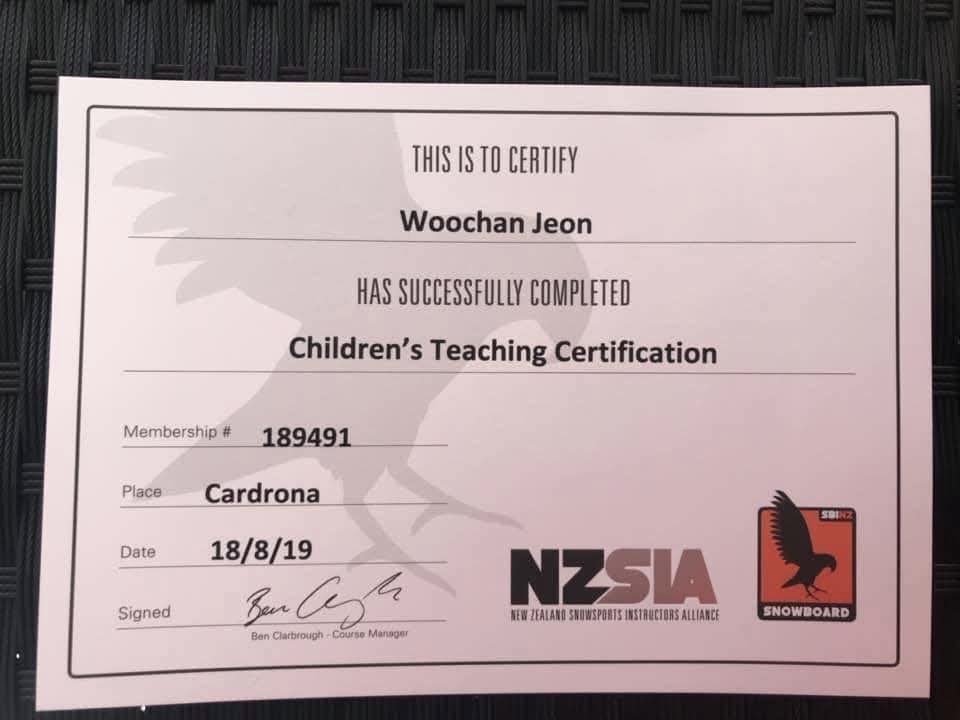 THIS IS TO CERTIFY
Woochan Jeon
HAS SUCCESSFULLY COMPLETED
Children's Teaching Certification
Membership # 189491
Place Cardrona
Date 18/8/19
Signed
Ben Clarbrough - Course Manager
NZSIA
NEW ZEALAND SNOWSPORTS INSTRUCTORS ALLIANCE
SBINZ
SNOWBOARD